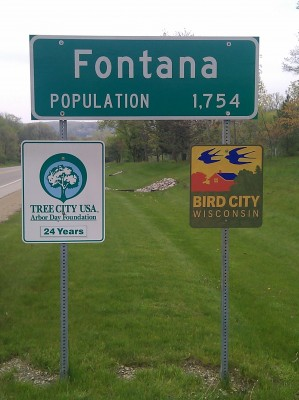 Fontana
POPULATION 1,754
TREE CITY USA
Arbor Day Foundation
24 Years
BIRD CITY
WISCONSIN